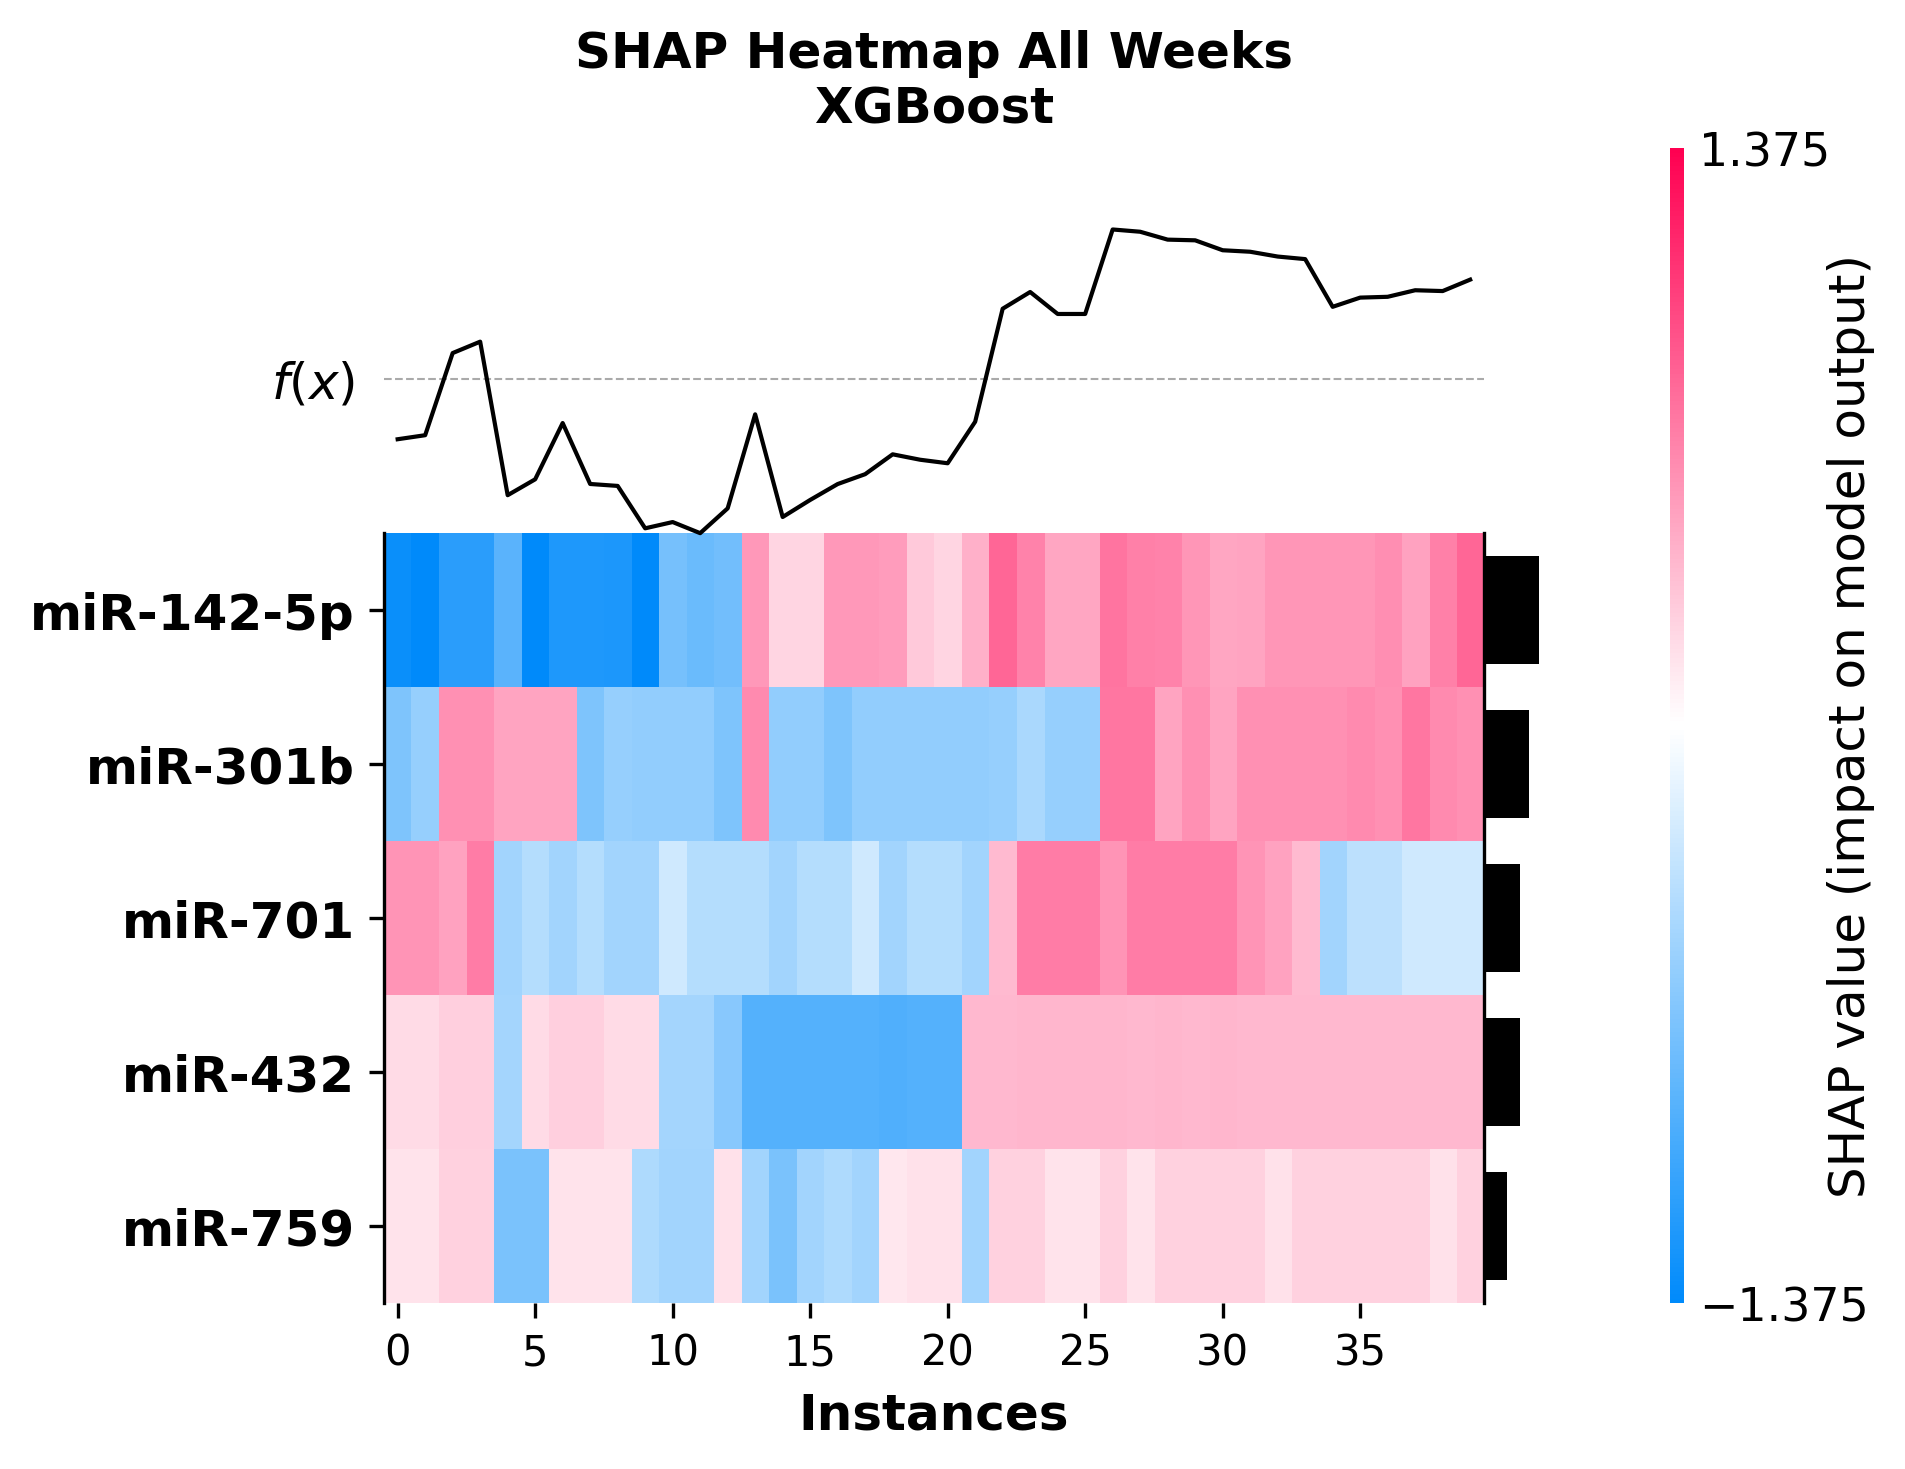 SHAP Heatmap All Weeks
XGBoost
1.375
f(x)
miR-142-5p
miR-301b
miR-701
miR-432
miR-759
SHAP value (impact on model output)
−1.375
0 5 10 15 20 25 30 35
Instances